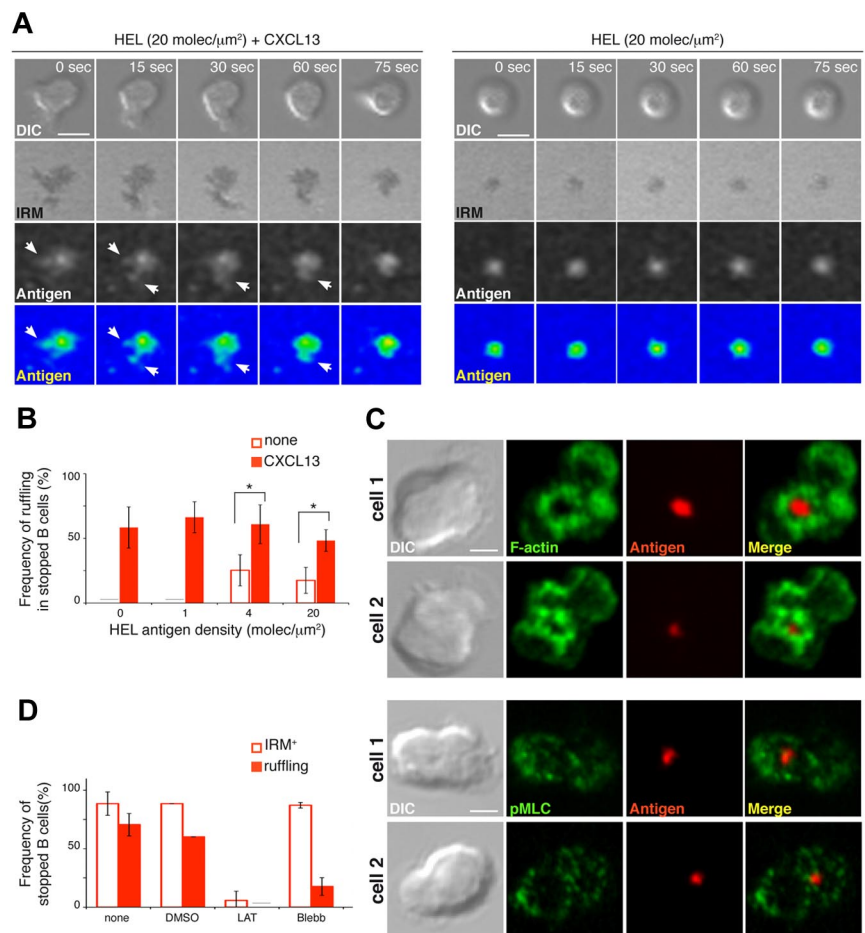 A
HEL (20 molec/μm²) + CXCL13
HEL (20 molec/μm²)
0 sec 15 sec 30 sec 60 sec 75 sec
0 sec 15 sec 30 sec 60 sec 75 sec
DIC
DIC
IRM
IRM
Antigen
Antigen
Antigen
Antigen
B
none
CXCL13
Frequency of ruffling
in stopped B cells (%)
100
50
0
* *
0 1 4 20
HEL antigen density (molec/μm²)
C
cell 1
DIC F-actin Antigen Merge
cell 2
cell 1
DIC pMLC Antigen Merge
cell 2
D
IRM⁺
ruffling
Frequency of
stopped B cells(%)
100
50
0
none DMSO LAT Blebb